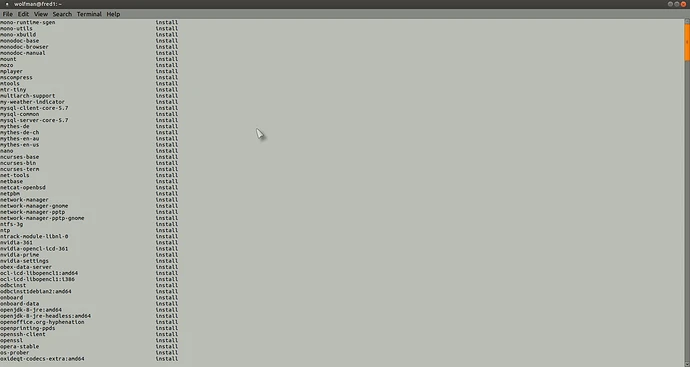 wolfman@fred1: ~
File Edit View Search Terminal Help
mono-runtime-sgen install
mono-utils install
mono-xbuild install
monodoc-base install
monodoc-browser install
monodoc-manual install
mount install
mozo install
mplayer install
mscompress install
mtools install
mtr-tiny install
multiarch-support install
my-weather-indicator install
mysql-client-core-5.7 install
mysql-common install
mysql-server-core-5.7 install
mythes-de install
mythes-de-ch install
mythes-en-au install
mythes-en-us install
nano install
ncurses-base install
ncurses-bin install
ncurses-term install
net-tools install
netbase install
netcat-openbsd install
netpbm install
network-manager install
network-manager-gnome install
network-manager-pptp install
network-manager-pptp-gnome install
ntfs-3g install
ntp install
ntrack-module-libnl-0 install
nvidia-361 install
nvidia-opencl-icd-361 install
nvidia-prime install
nvidia-settings install
obex-data-server install
ocl-icd-libopencl1:amd64 install
ocl-icd-libopencl1:i386 install
odbcinst install
odbcinst1debian2:amd64 install
onboard install
onboard-data install
openjdk-8-jre:amd64 install
openjdk-8-jre-headless:amd64 install
openoffice.org-hyphenation install
openprinting-ppds install
openssh-client install
openssl install
opera-stable install
os-prober install
oxideqt-codecs-extra:amd64 install